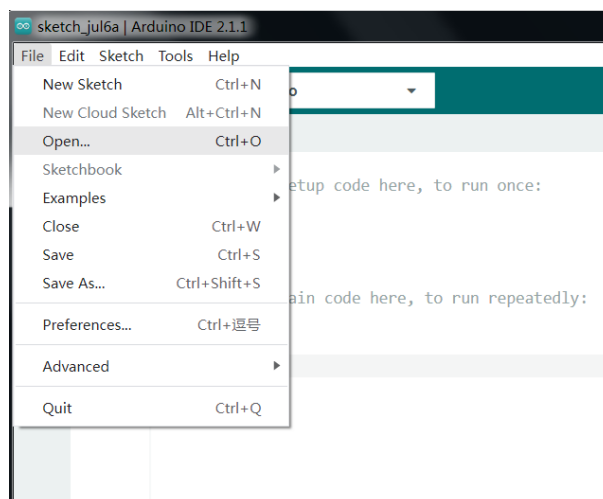 sketch_jul6a | Arduino IDE 2.1.1
File Edit Sketch Tools Help
New Sketch Ctrl+N
o
New Cloud Sketch Alt+Ctrl+N
Open... Ctrl+O
Sketchbook
etup code here, to run once:
Examples
Close Ctrl+W
Save Ctrl+S
Save As... Ctrl+Shift+S
ain code here, to run repeatedly:
Preferences... Ctrl+逗号
Advanced
Quit Ctrl+Q